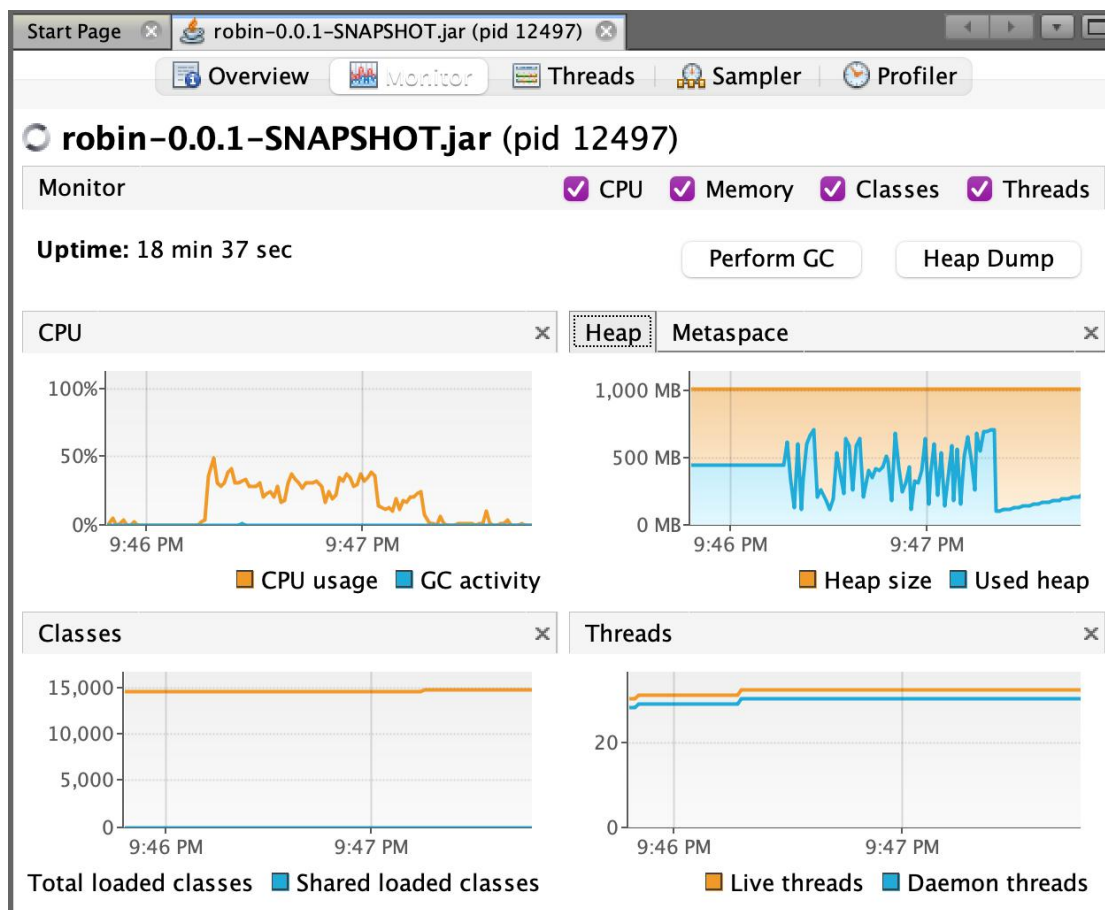 Start Page
robin-0.0.1-SNAPSHOT.jar (pid 12497)
Overview Monitor Threads Sampler Profiler
robin-0.0.1-SNAPSHOT.jar (pid 12497)
Monitor CPU Memory Classes Threads
Uptime: 18 min 37 sec Perform GC Heap Dump
CPU
100%
50%
0%
9:46 PM 9:47 PM
CPU usage GC activity
Heap Metaspace
1,000 MB
500 MB
0 MB
9:46 PM 9:47 PM
Heap size Used heap
Classes
15,000
10,000
5,000
0
9:46 PM 9:47 PM
Total loaded classes Shared loaded classes
Threads
20
0
9:46 PM 9:47 PM
Live threads Daemon threads